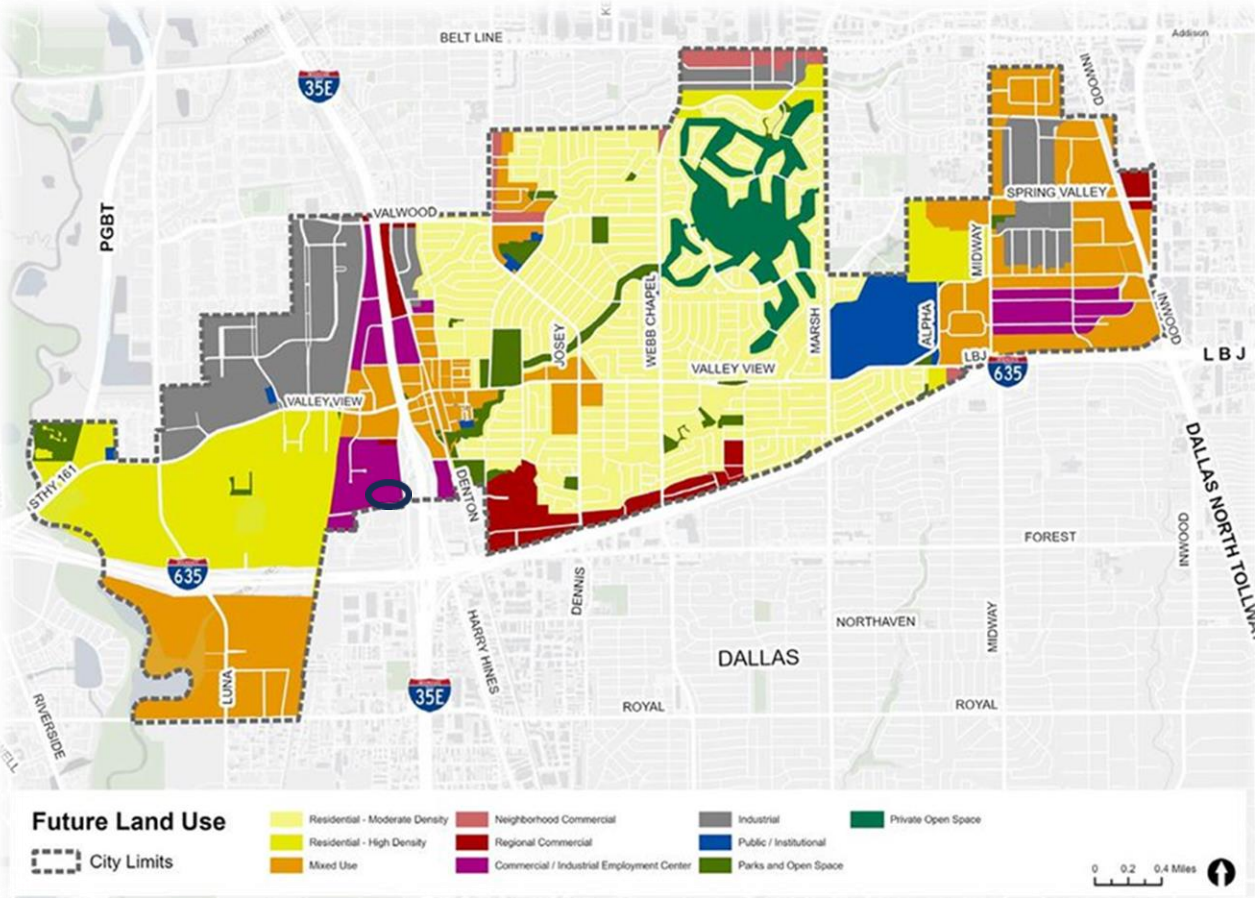 BELT LINE
Addison
35E
INWOOD
PGBT
VALWOOD
SPRING VALLEY
MIDWAY
WEBB CHAPEL
JOSEY
MARSH
ALPHA
INWOOD
LBJ
LBJ
635
VALLEY VIEW
VALLEY VIEW
STHY 161
DENTON
DALLAS NORTH TOLLWAY
635
FOREST
INWOOD
DENNIS
HARRY HINES
NORTHAVEN
MIDWAY
DALLAS
LUNA
35E
ROYAL
ROYAL
RIVERSIDE
Future Land Use
City Limits
Residential - Moderate Density
Residential - High Density
Mixed Use
Neighborhood Commercial
Regional Commercial
Commercial / Industrial Employment Center
Industrial
Public / Institutional
Parks and Open Space
Private Open Space
0 0.2 0.4 Miles